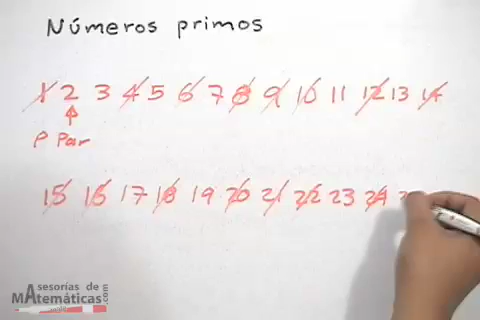 Números primos
1 2 3 4 5 6 7 8 9 10 11 12 13 14
P Par
15 16 17 18 19 20 21 22 23 24
Asesorías de
Matemáticas.com